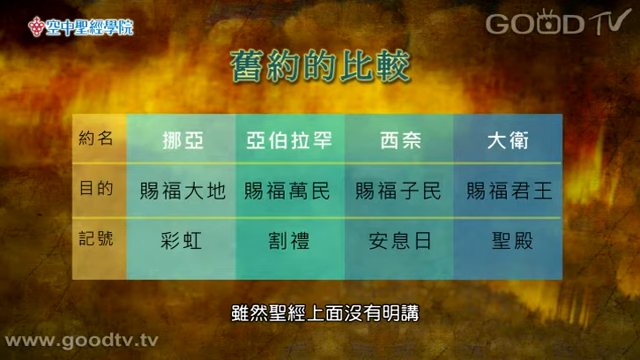 空中聖經學院
GOOD TV
舊約的比較
約名 挪亞 亞伯拉罕 西奈 大衛
目的 賜福大地 賜福萬民 賜福子民 賜福君王
記號 彩虹 割禮 安息日 聖殿
雖然聖經上面沒有明講
www.goodtv.tv